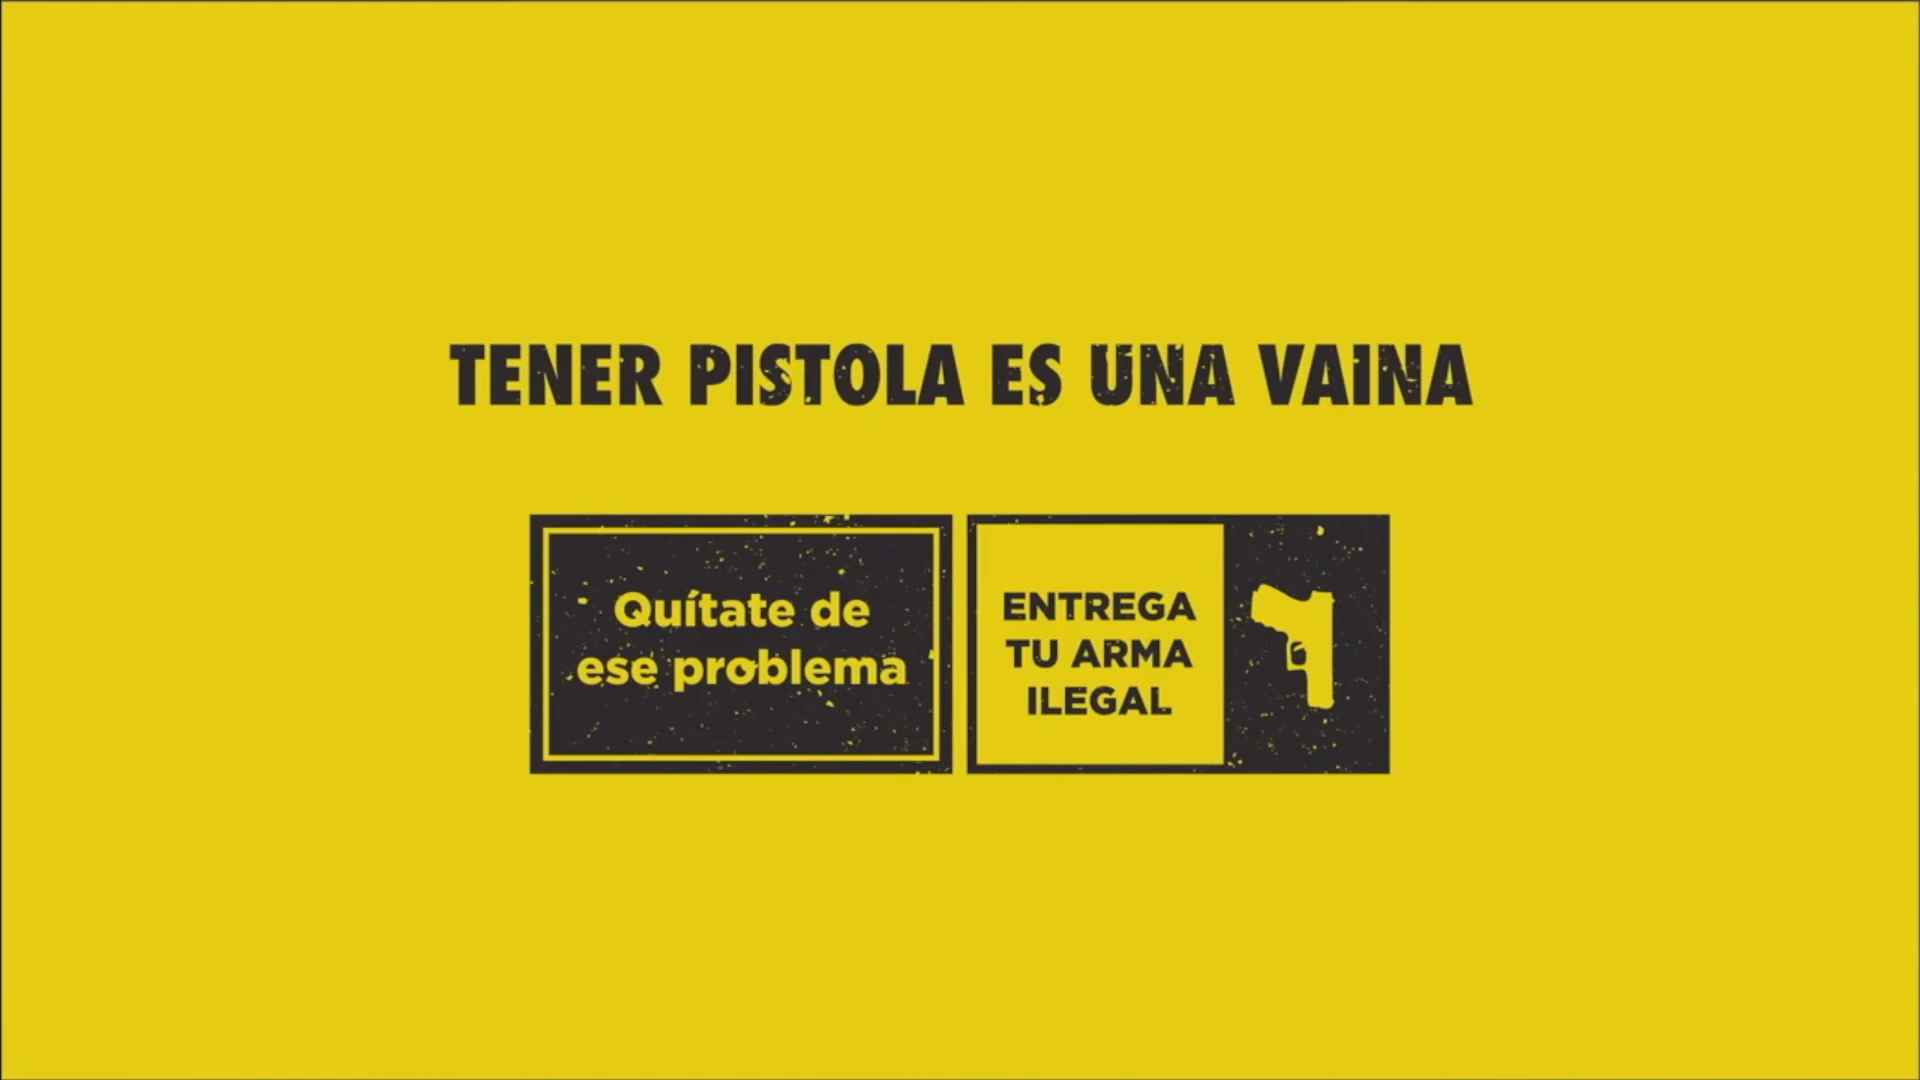 TENER PISTOLA ES UNA VAINA
Quítate de
ese problema
ENTREGA
TU ARMA
ILEGAL